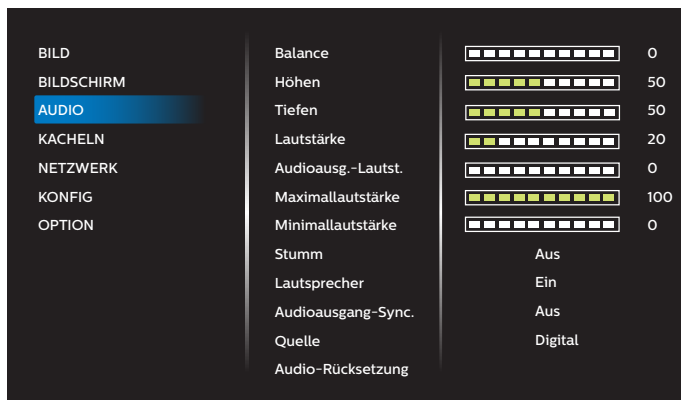 BILD
BILDSCHIRM
AUDIO
KACHELN
NETZWERK
KONFIG
OPTION
Balance 0
Höhen 50
Tiefen 50
Lautstärke 20
Audioausg.-Lautst. 0
Maximallautstärke 100
Minimallautstärke 0
Stumm Aus
Lautsprecher Ein
Audioausgang-Sync. Aus
Quelle Digital
Audio-Rücksetzung